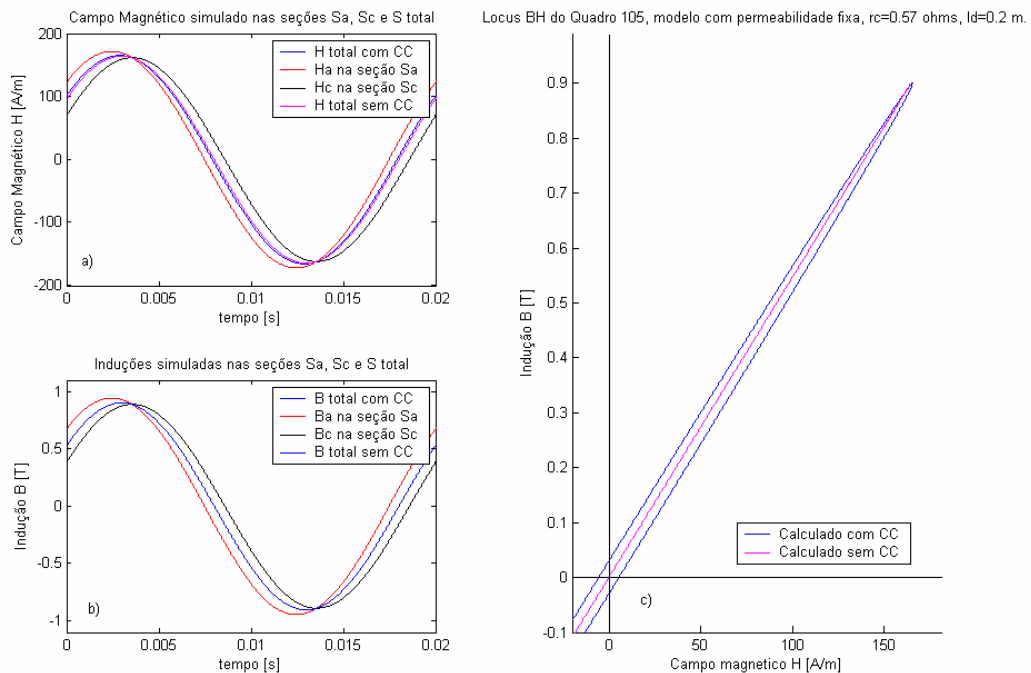 Campo Magnético simulado nas seções Sa, Sc e S total
Campo Magnético H [A/m]
200
100
0
-100
-200
H total com CC
Ha na seção Sa
Hc na seção Sc
H total sem CC
a)
0
0.005
0.01
0.015
0.02
tempo [s]
Induções simuladas nas seções Sa, Sc e S total
Indução B [T]
1
0.5
0
-0.5
-1
B total com CC
Ba na seção Sa
Bc na seção Sc
B total sem CC
b)
0
0.005
0.01
0.015
0.02
tempo [s]
Locus BH do Quadro 105, modelo com permeabilidade fixa, rc=0.57 ohms, ld=0.2 m.
Indução B [T]
0.9
0.8
0.7
0.6
0.5
0.4
0.3
0.2
0.1
0
-0.1
Calculado com CC
Calculado sem CC
c)
0
50
100
150
Campo magnetico H [A/m]